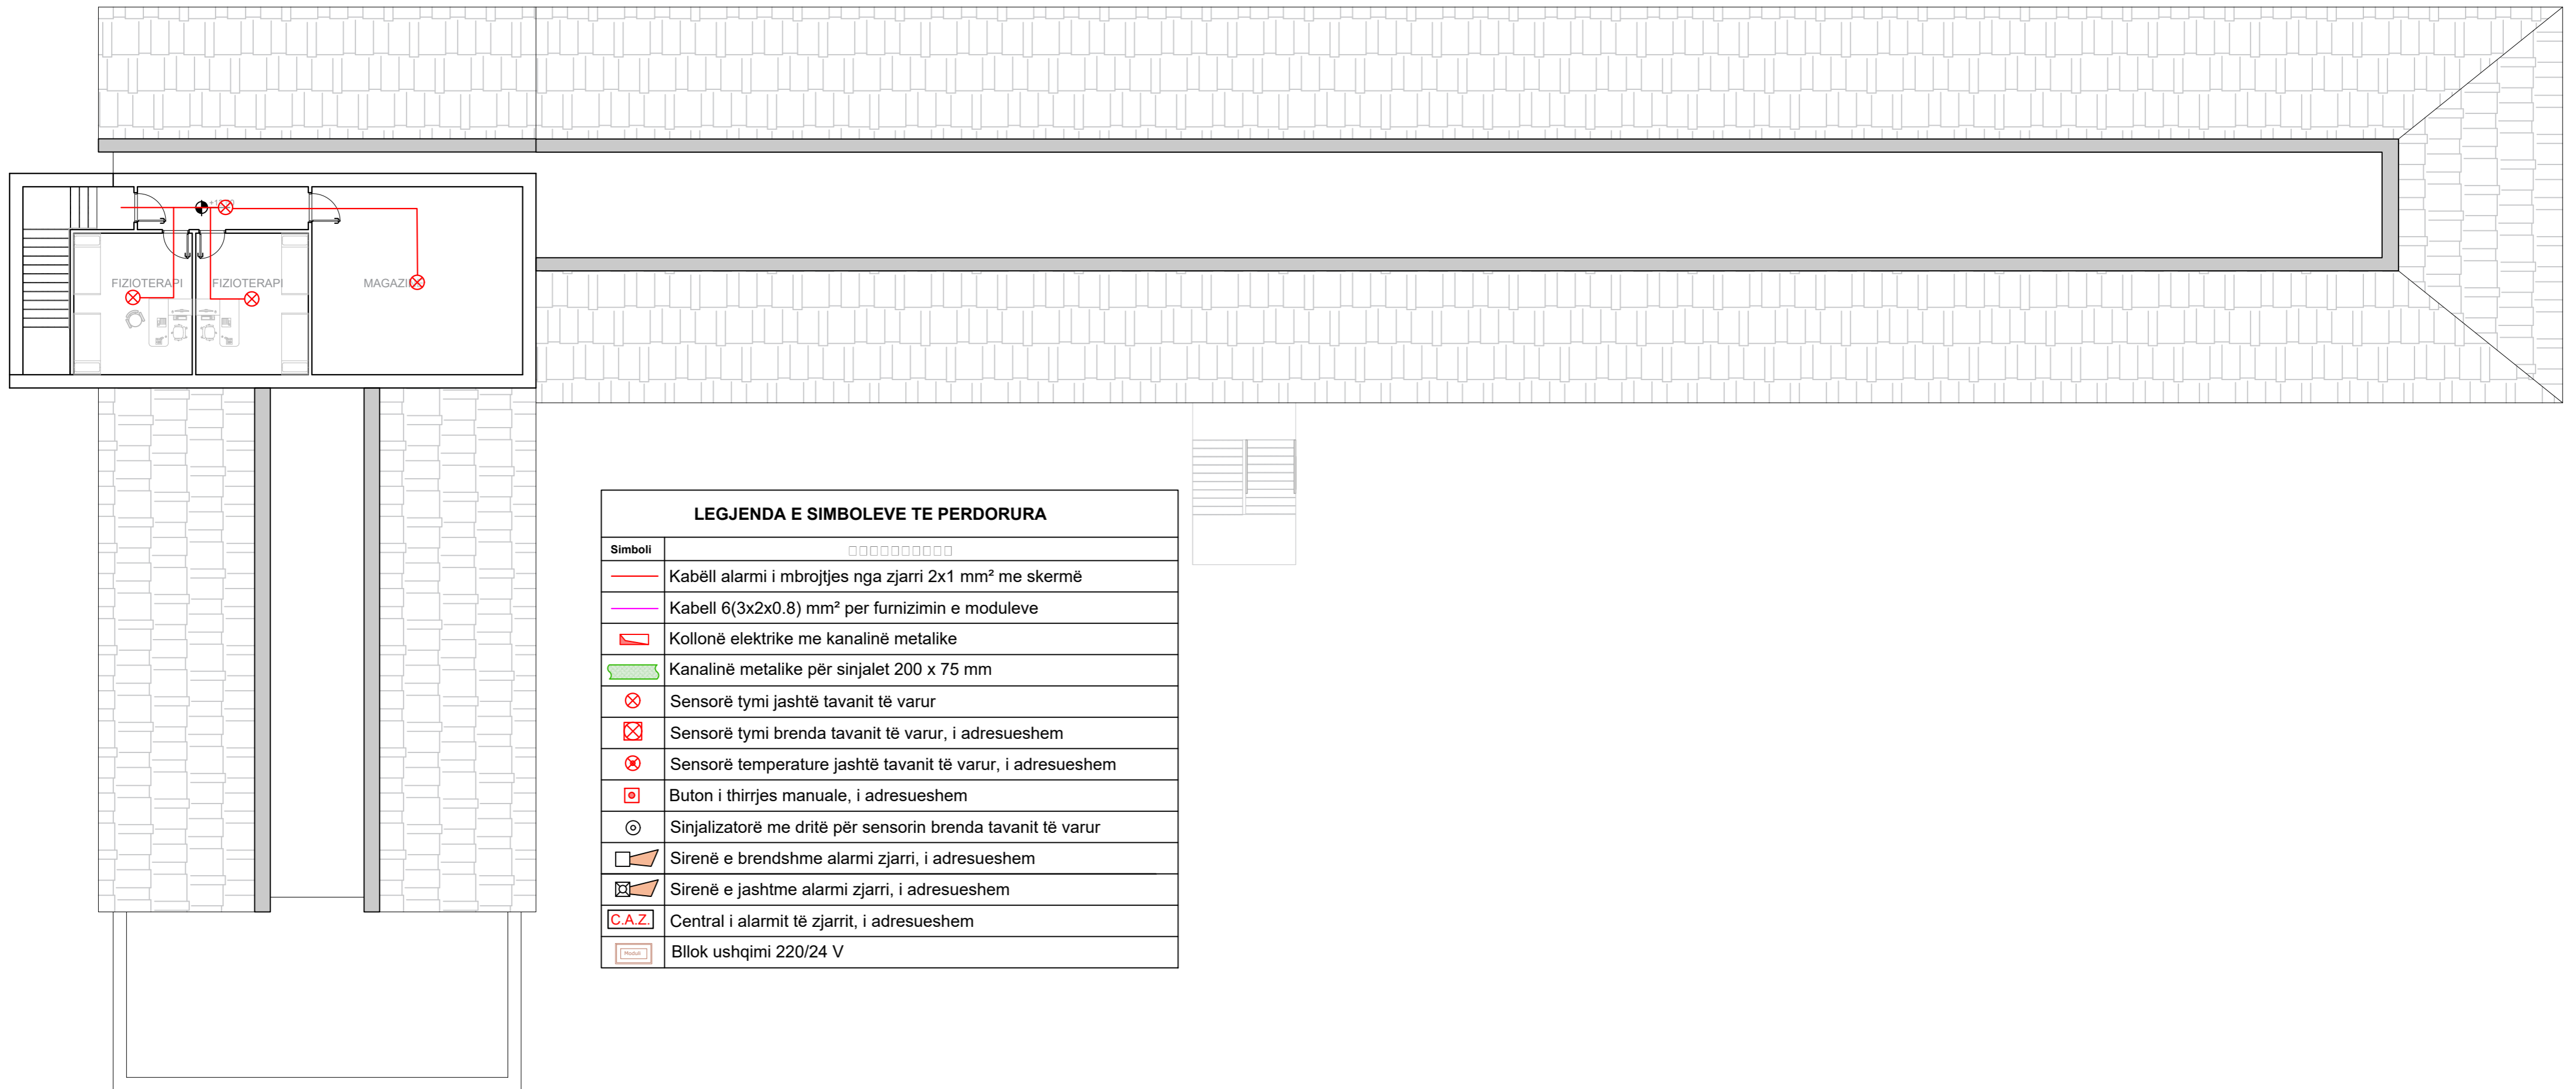 FIZIOTERAPI
FIZIOTERAPI
LEGJENDA E SIMBOLEVE TE PERDORURA
Simboli
Kabëll alarmi i mbrojtjes nga zjarri 2x1 mm² me skermë
Kabell 6(3x2x0.8) mm² per furnizimin e moduleve
Kollonë elektrike me kanalinë metalike
Kanalinë metalike për sinjalet 200 x 75 mm
Sensorë tymi jashtë tavanit të varur
Sensorë tymi brenda tavanit të varur, i adresueshem
Sensorë temperature jashtë tavanit të varur, i adresueshem
Buton i thirrjes manuale, i adresueshem
Sinjalizatorë me dritë për sensorin brenda tavanit të varur
Sirenë e brendshme alarmi zjarri, i adresueshem
Sirenë e jashtme alarmi zjarri, i adresueshem
C.A.Z. Central i alarmit të zjarrit, i adresueshem
Moduli Bllok ushqimi 220/24 V